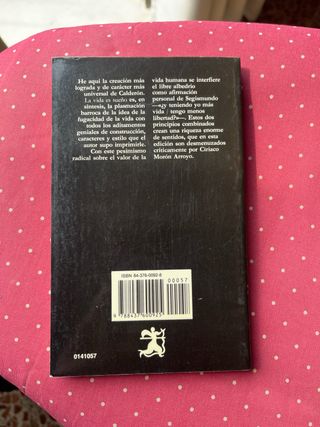 He aquí la creación más
lograda y de carácter más
universal de Calderón.
La vida es sueño es, en
síntesis, la plasmación
barroca de la idea de la
fugacidad de la vida con
todos los aditamentos
geniales de construcción,
caracteres y estilo que el
autor supo imprimirle.
Con este pesimismo
radical sobre el valor de la
vida humana se interfiere
el libre albedrío
como afirmación
personal de Segismundo
—«¿y teniendo yo más
vida / tengo menos
libertad?»—. Estos dos
principios combinados
crean una riqueza enorme
de sentidos, que en esta
edición son desmenuzados
críticamente por Ciriaco
Morón Arroyo.
ISBN 84-376-0092-6
00057
9 788437 600925
0141057